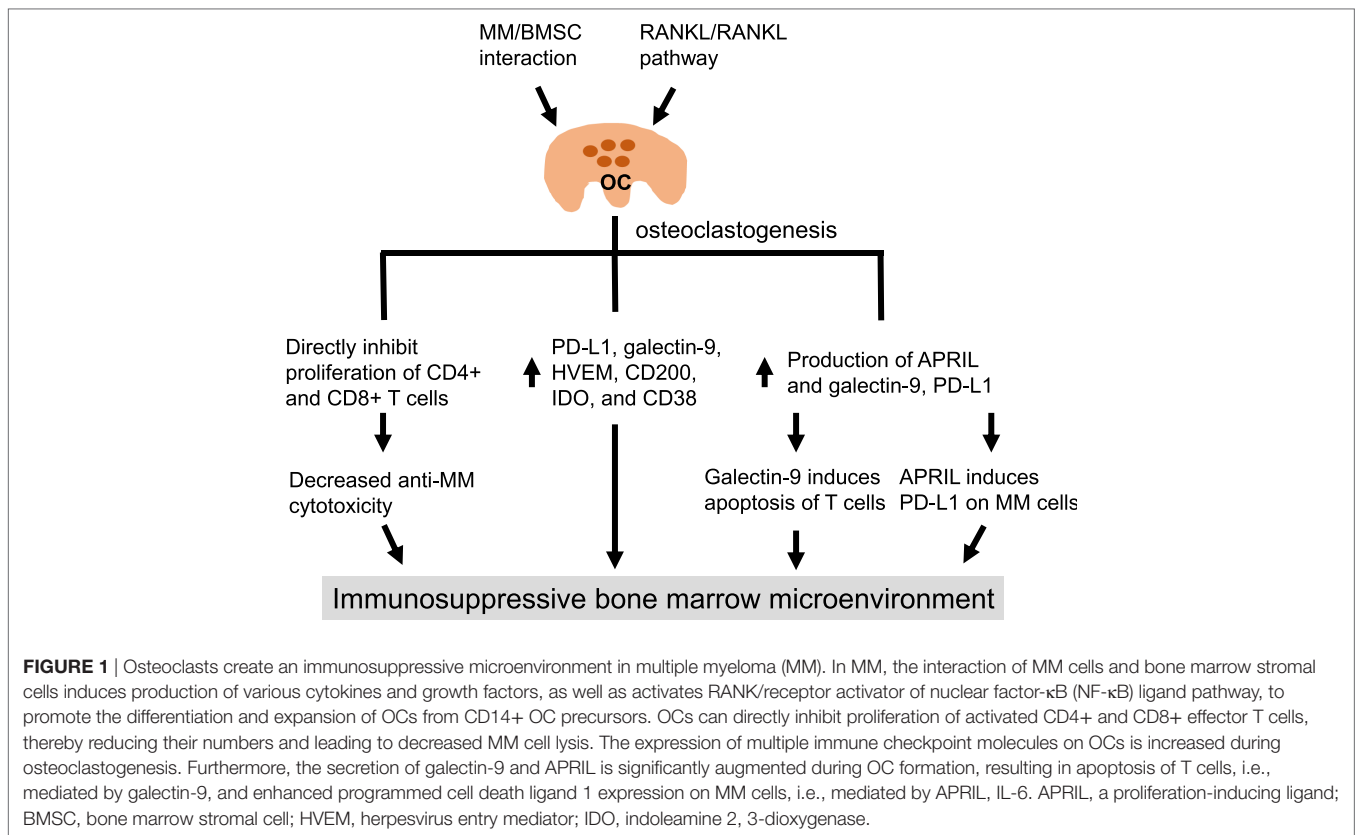 MM/BMSC
interaction
RANKL/RANKL
pathway
OC
osteoclastogenesis
Directly inhibit
proliferation of CD4+
and CD8+ T cells
PD-L1, galectin-9,
HVEM, CD200,
IDO, and CD38
Production of APRIL
and galectin-9, PD-L1
Decreased anti-MM
cytotoxicity
Galectin-9 induces
apoptosis of T cells
APRIL induces
PD-L1 on MM cells
Immunosuppressive bone marrow microenvironment
FIGURE 1 | Osteoclasts create an immunosuppressive microenvironment in multiple myeloma (MM). In MM, the interaction of MM cells and bone marrow stromal
cells induces production of various cytokines and growth factors, as well as activates RANK/receptor activator of nuclear factor-κB (NF-κB) ligand pathway, to
promote the differentiation and expansion of OCs from CD14+ OC precursors. OCs can directly inhibit proliferation of activated CD4+ and CD8+ effector T cells,
thereby reducing their numbers and leading to decreased MM cell lysis. The expression of multiple immune checkpoint molecules on OCs is increased during
osteoclastogenesis. Furthermore, the secretion of galectin-9 and APRIL is significantly augmented during OC formation, resulting in apoptosis of T cells, i.e.,
mediated by galectin-9, and enhanced programmed cell death ligand 1 expression on MM cells, i.e., mediated by APRIL, IL-6. APRIL, a proliferation-inducing ligand;
BMSC, bone marrow stromal cell; HVEM, herpesvirus entry mediator; IDO, indoleamine 2, 3-dioxygenase.